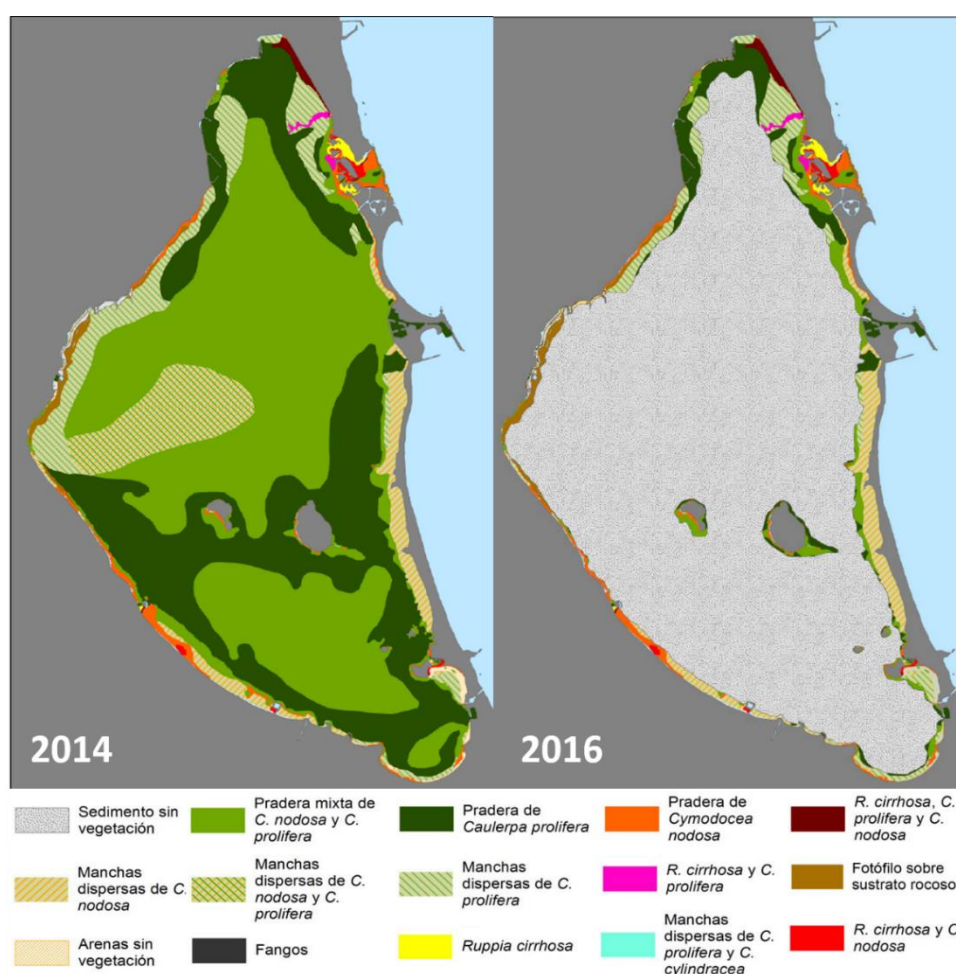 2014
2016
Sedimento sin
vegetación
Pradera mixta de
C. nodosa y C.
prolifera
Pradera de
Caulerpa prolifera
Pradera de
Cymodocea
nodosa
R. cirrhosa, C.
prolifera y C.
nodosa
Manchas
dispersas de C.
nodosa
Manchas
dispersas de C.
nodosa y C.
prolifera
Manchas
dispersas de C.
prolifera
R. cirrhosa y C.
prolifera
Fotófilo sobre
sustrato rocoso
Arenas sin
vegetación
Fangos
Ruppia cirrhosa
Manchas
dispersas de C.
prolifera y C.
cylindracea
R. cirrhosa y C.
nodosa